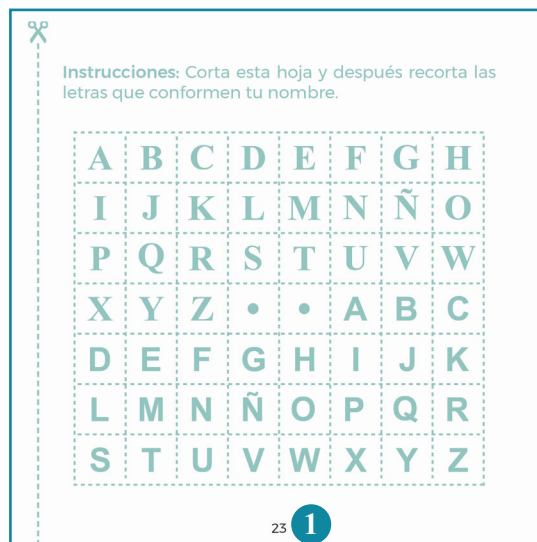 Instrucciones: Corta esta hoja y después recorta las
letras que conformen tu nombre.
A B C D E F G H
I J K L M N Ñ O
P Q R S T U V W
X Y Z • • A B C
D E F G H I J K
L M N Ñ O P Q R
S T U V W X Y Z
23 1